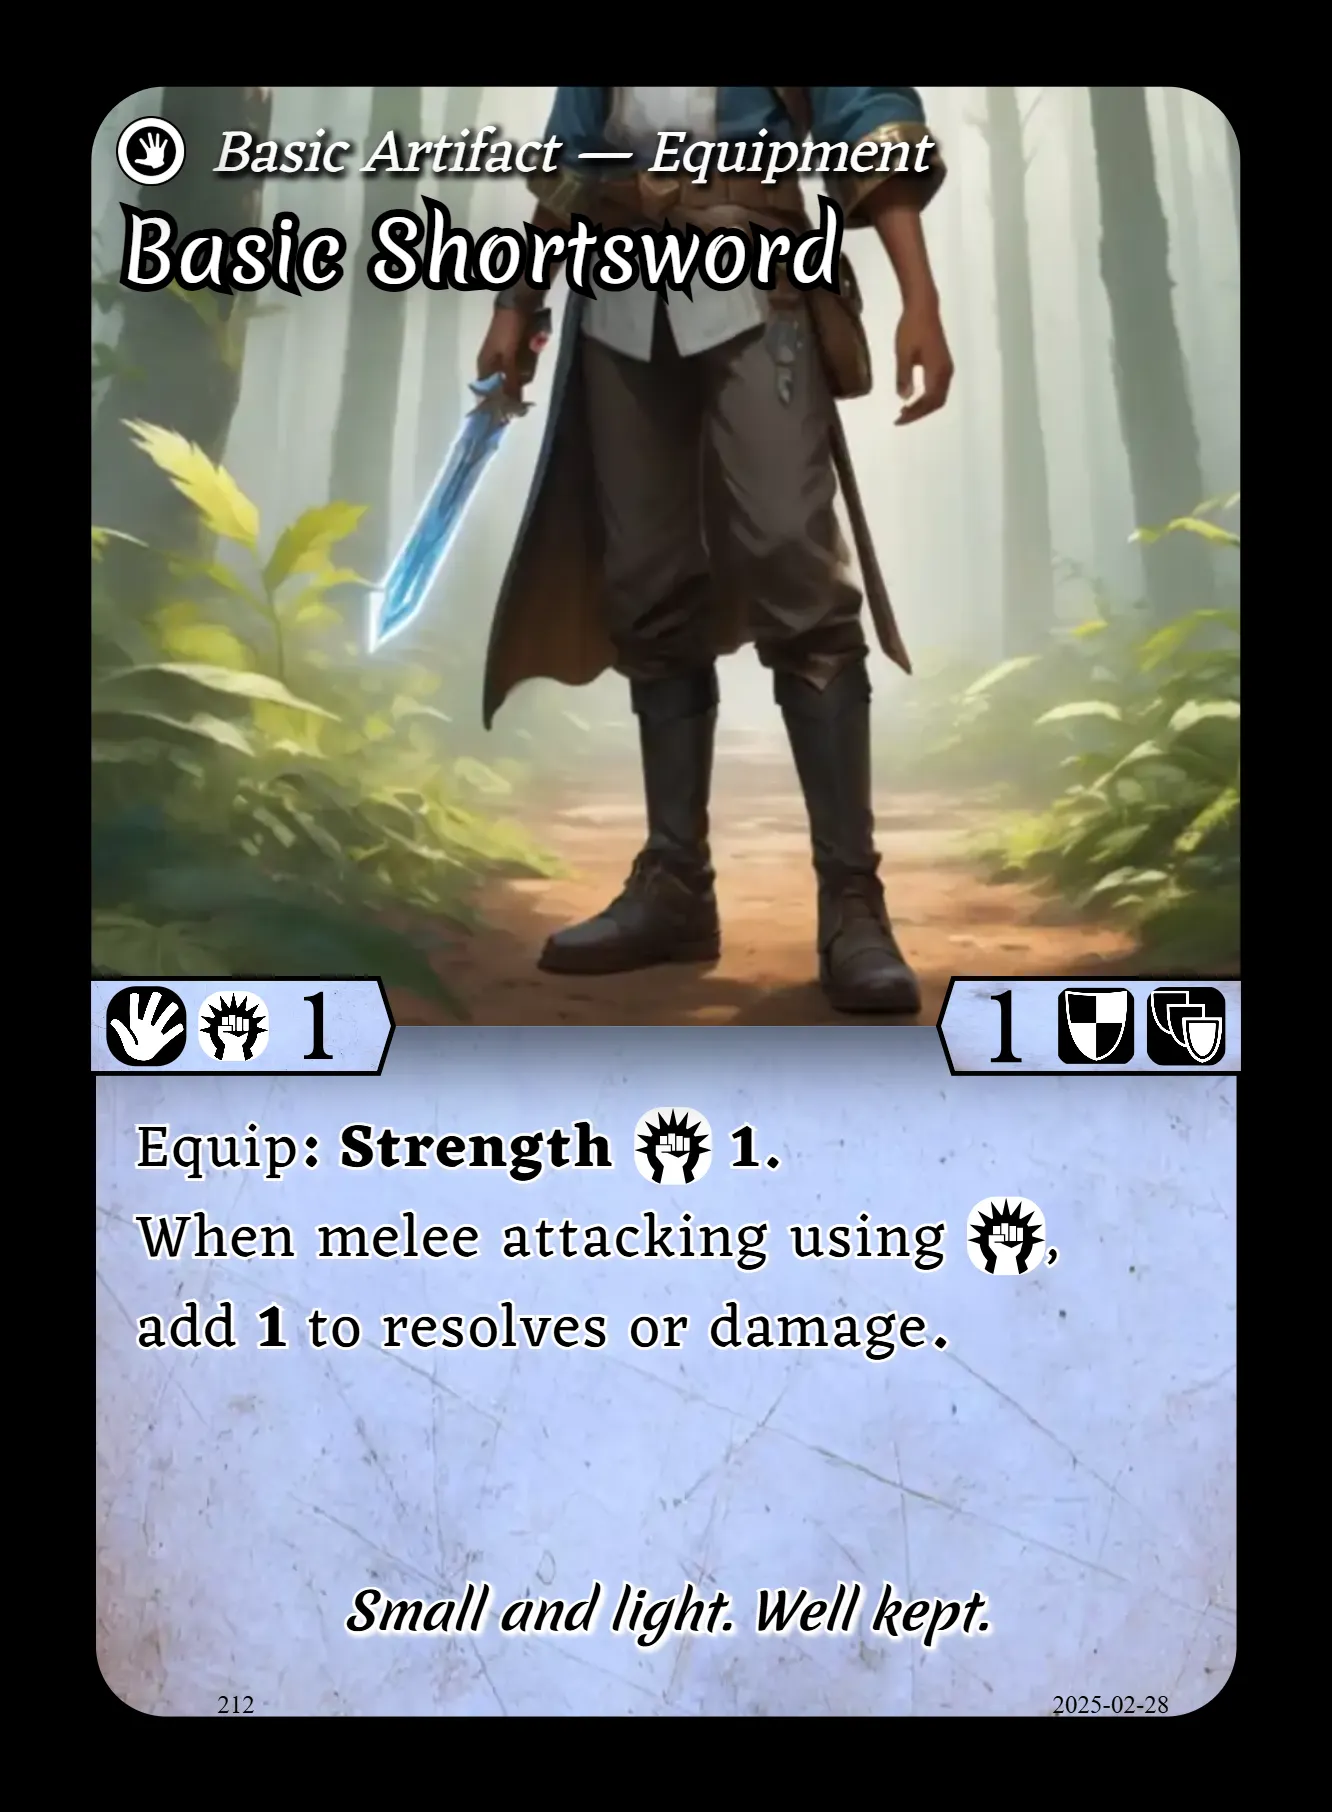 Basic Artifact — Equipment
Basic Shortsword
1
1
Equip: Strength 1.
When melee attacking using ,
add 1 to resolves or damage.
Small and light. Well kept.
212
2025-02-28